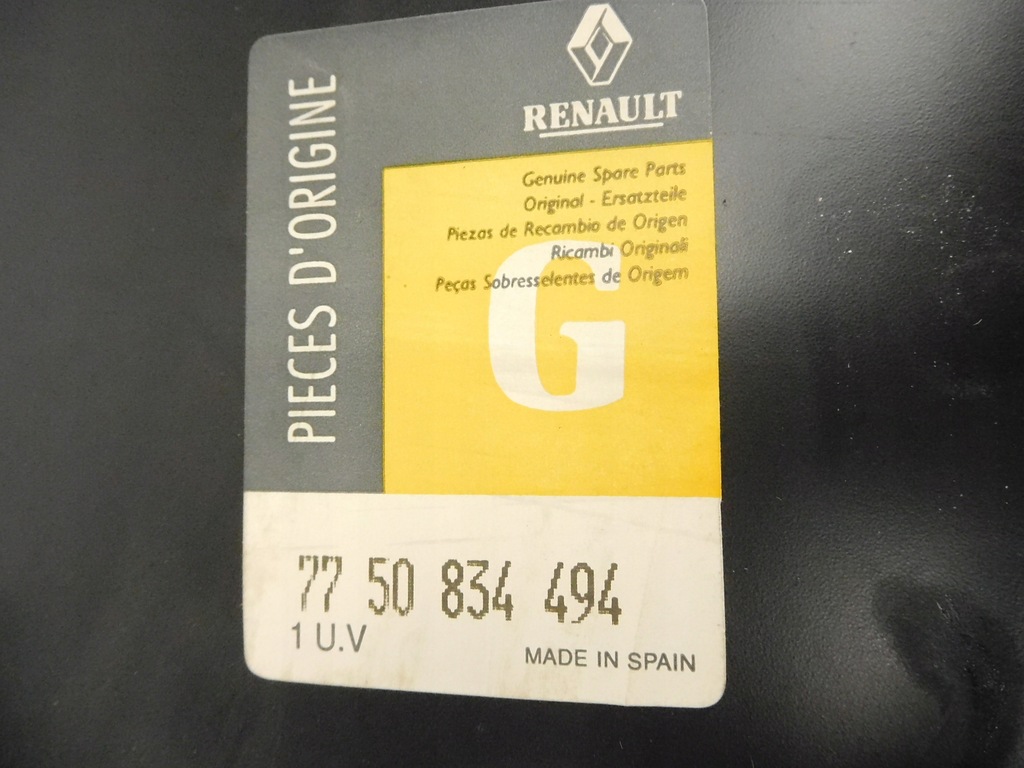 RENAULT
PIECES D'ORIGINE
Genuine Spare Parts
Original - Ersatzteile
Piezas de Recambio de Origen
Ricambi Originali
Peças Sobresselentes de Origem
G
77 50 834 494
1 U.V
MADE IN SPAIN